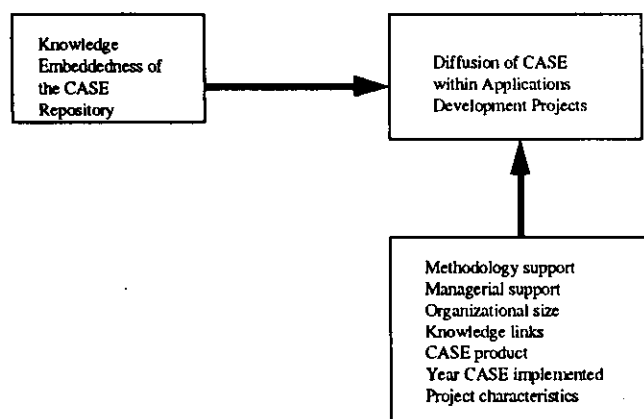 Knowledge
Embeddedness of
the CASE
Repository
Diffusion of CASE
within Applications
Development Projects
Methodology support
Managerial support
Organizational size
Knowledge links
CASE product
Year CASE implemented
Project characteristics